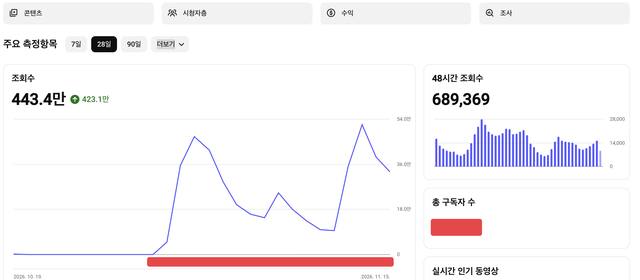 콘텐츠
시청자층
수익
조사
주요 측정항목
7일
28일
90일
더보기
조회수
443.4만
423.1만
54.0만
36.0만
18.0만
0
2026. 10. 19.
2026. 11. 15.
48시간 조회수
689,369
28,000
14,000
0
총 구독자 수
실시간 인기 동영상